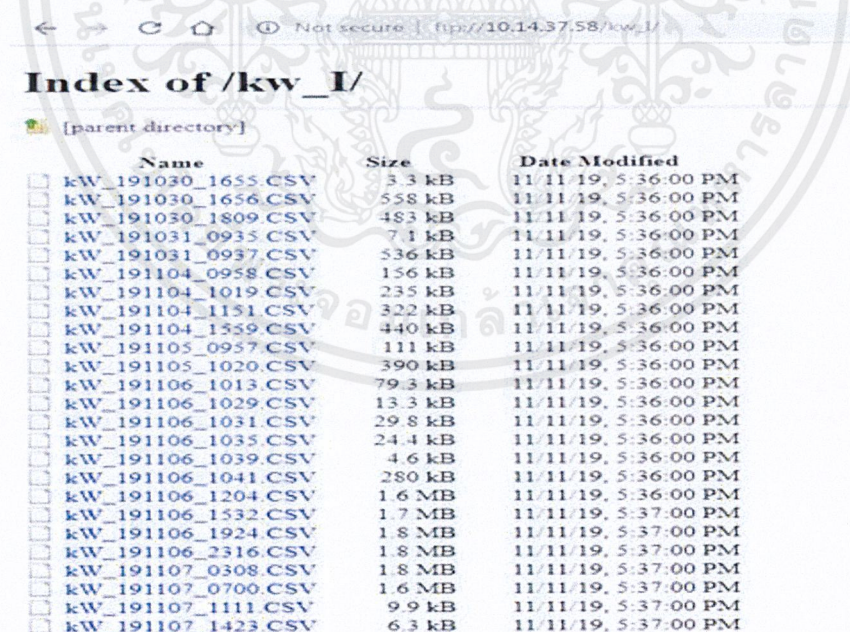 Not secure | ftp://10.14.37.58/kw_I/
Index of /kw_I/
[parent directory]
Name Size Date Modified
kW_191030_1655.CSV 3.3 kB 11/11/19, 5:36:00 PM
kW_191030_1656.CSV 558 kB 11/11/19, 5:36:00 PM
kW_191030_1809.CSV 483 kB 11/11/19, 5:36:00 PM
kW_191031_0935.CSV 11/11/19, 5:36:00 PM
kW_191031_0937.CSV 536 kB 11/11/19, 5:36:00 PM
kW_191104_0958.CSV 156 kB 11/11/19, 5:36:00 PM
kW_191104_1019.CSV 235 kB 11/11/19, 5:36:00 PM
kW_191104_1151.CSV 322 kB 11/11/19, 5:36:00 PM
kW_191104_1559.CSV 440 kB 11/11/19, 5:36:00 PM
kW_191105_0957.CSV 111 kB 11/11/19, 5:36:00 PM
kW_191105_1020.CSV 390 kB 11/11/19, 5:36:00 PM
kW_191106_1013.CSV 79.3 kB 11/11/19, 5:36:00 PM
kW_191106_1029.CSV 13.3 kB 11/11/19, 5:36:00 PM
kW_191106_1031.CSV 29.8 kB 11/11/19, 5:36:00 PM
kW_191106_1035.CSV 24.4 kB 11/11/19, 5:36:00 PM
kW_191106_1039.CSV 4.6 kB 11/11/19, 5:36:00 PM
kW_191106_1041.CSV 280 kB 11/11/19, 5:36:00 PM
kW_191106_1204.CSV 1.6 MB 11/11/19, 5:36:00 PM
kW_191106_1532.CSV 1.7 MB 11/11/19, 5:37:00 PM
kW_191106_1924.CSV 1.8 MB 11/11/19, 5:37:00 PM
kW_191106_2316.CSV 1.8 MB 11/11/19, 5:37:00 PM
kW_191107_0308.CSV 1.8 MB 11/11/19, 5:37:00 PM
kW_191107_0700.CSV 1.6 MB 11/11/19, 5:37:00 PM
kW_191107_1111.CSV 9.9 kB 11/11/19, 5:37:00 PM
kW_191107_1423.CSV 6.3 kB 11/11/19, 5:37:00 PM